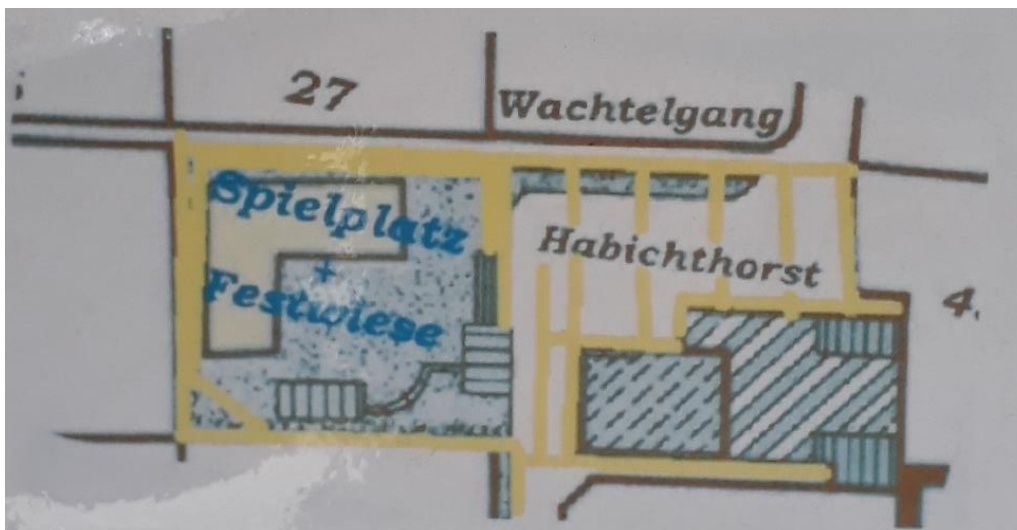 27
Wachtelgang
Spielplatz
+
Festwiese
Habichthorst
4.